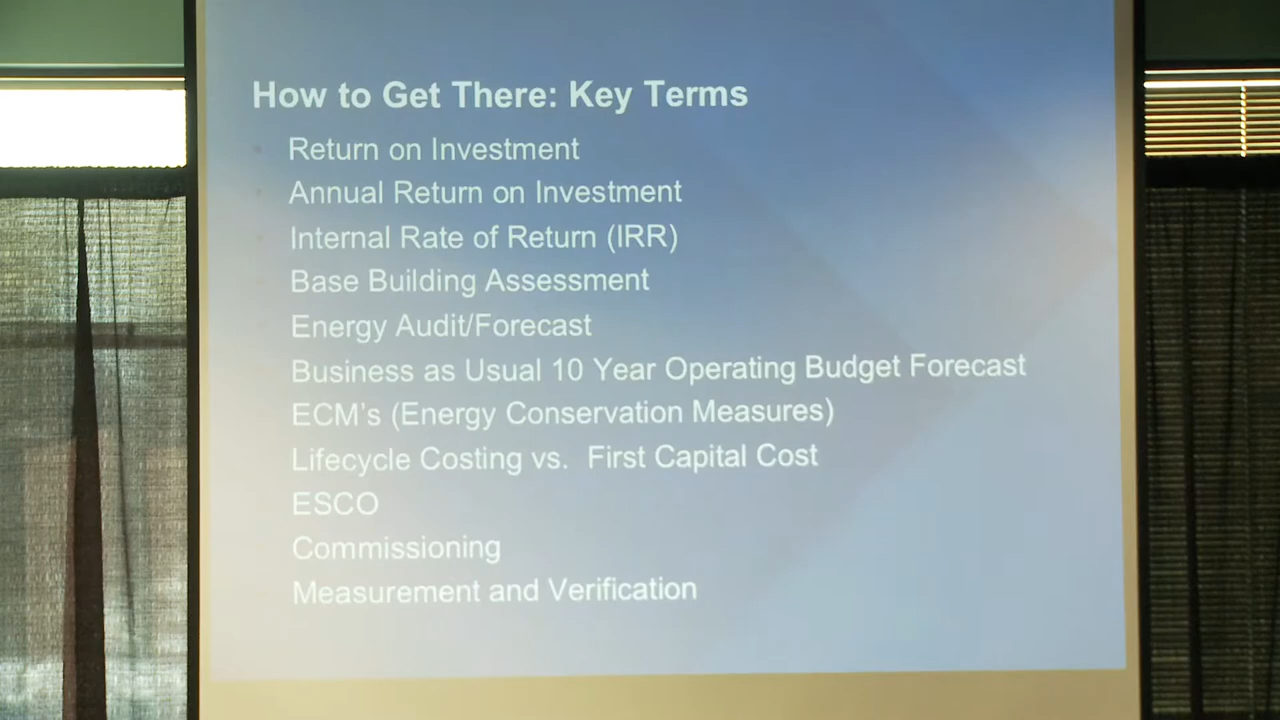 How to Get There: Key Terms
Return on Investment
Annual Return on Investment
Internal Rate of Return (IRR)
Base Building Assessment
Energy Audit/Forecast
Business as Usual 10 Year Operating Budget Forecast
ECM's (Energy Conservation Measures)
Lifecycle Costing vs. First Capital Cost
ESCO
Commissioning
Measurement and Verification